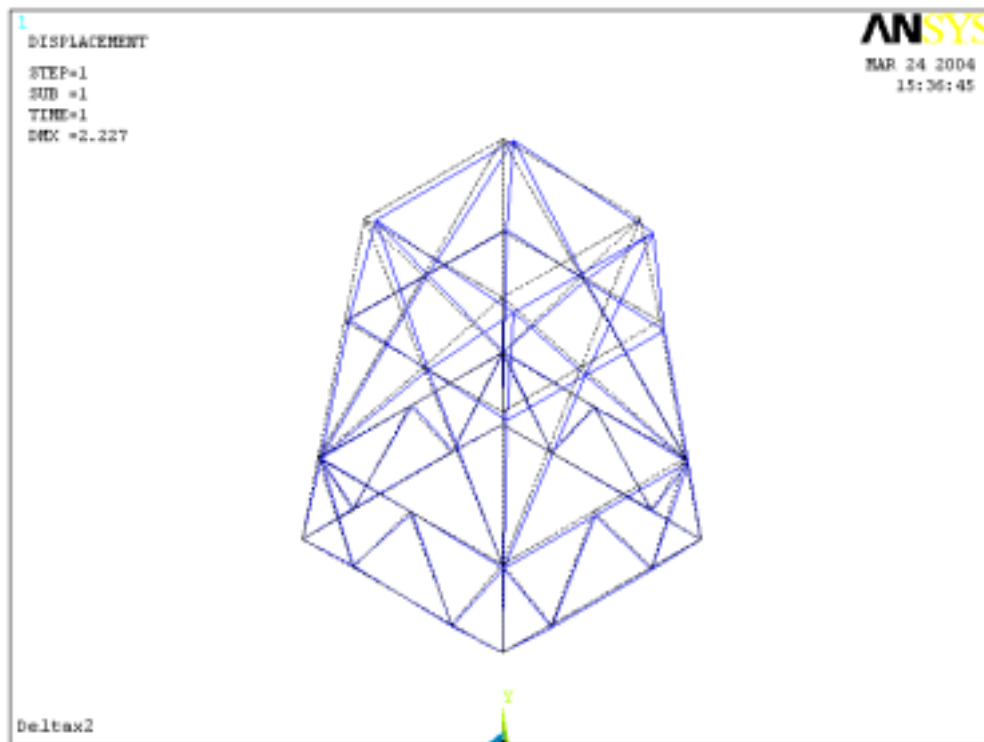 1
DISPLACEMENT
STEP=1
SUB =1
TIME=1
DMX =2.227
ANSYS
MAR 24 2004
15:36:45
Y
Deltax2